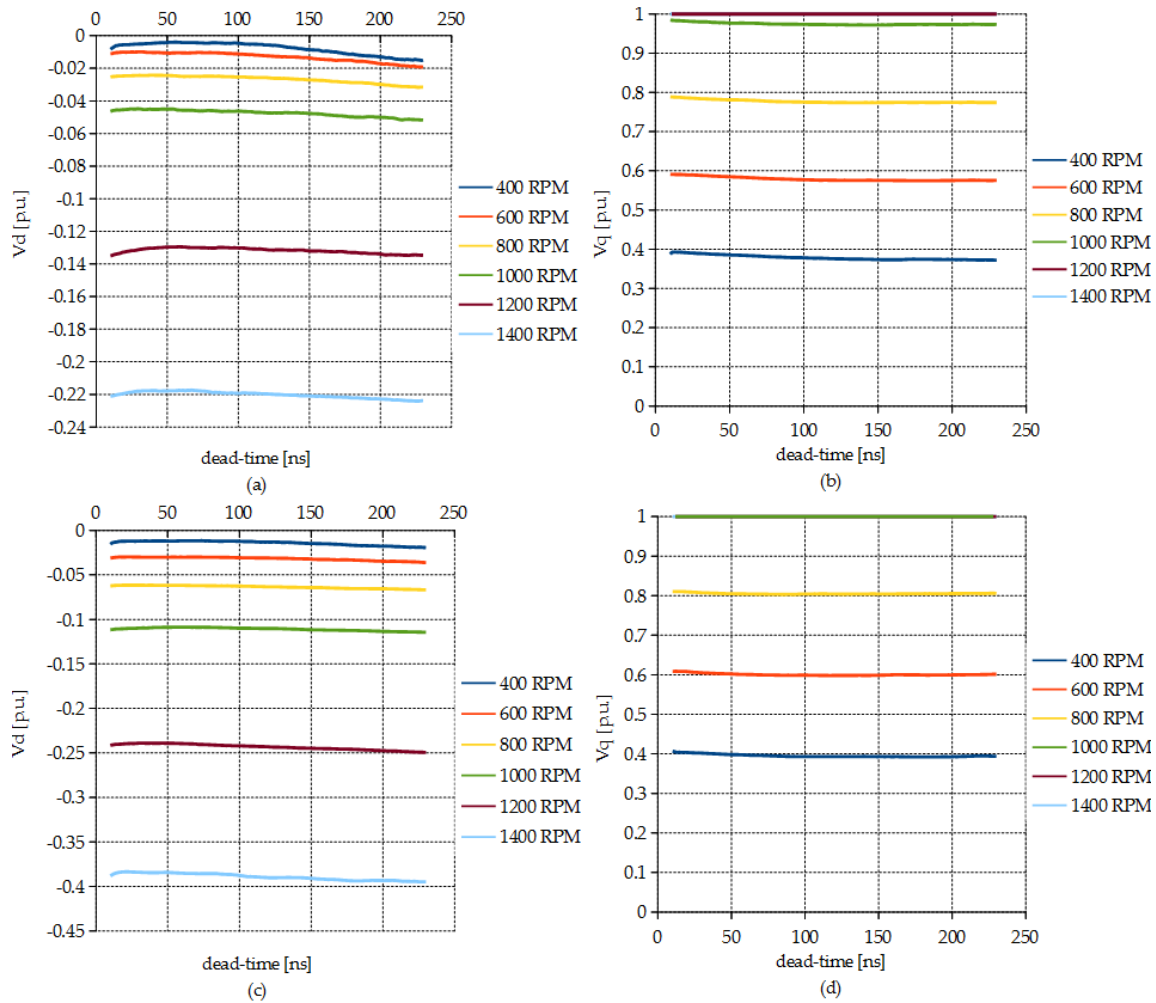 0 50 100 150 200 250
0
-0.02
-0.04
-0.06
-0.08
-0.1
-0.12
-0.14
-0.16
-0.18
-0.2
-0.22
-0.24
Vd [p.u.]
400 RPM
600 RPM
800 RPM
1000 RPM
1200 RPM
1400 RPM
dead-time [ns]
(a)
1
0.9
0.8
0.7
0.6
0.5
0.4
0.3
0.2
0.1
0
Vq [p.u.]
400 RPM
600 RPM
800 RPM
1000 RPM
1200 RPM
1400 RPM
0 50 100 150 200 250
dead-time [ns]
(b)
0 50 100 150 200 250
0
-0.05
-0.1
-0.15
-0.2
-0.25
-0.3
-0.35
-0.4
-0.45
Vd [p.u.]
400 RPM
600 RPM
800 RPM
1000 RPM
1200 RPM
1400 RPM
dead-time [ns]
(c)
1
0.9
0.8
0.7
0.6
0.5
0.4
0.3
0.2
0.1
0
Vq [p.u.]
400 RPM
600 RPM
800 RPM
1000 RPM
1200 RPM
1400 RPM
0 50 100 150 200 250
dead-time [ns]
(d)